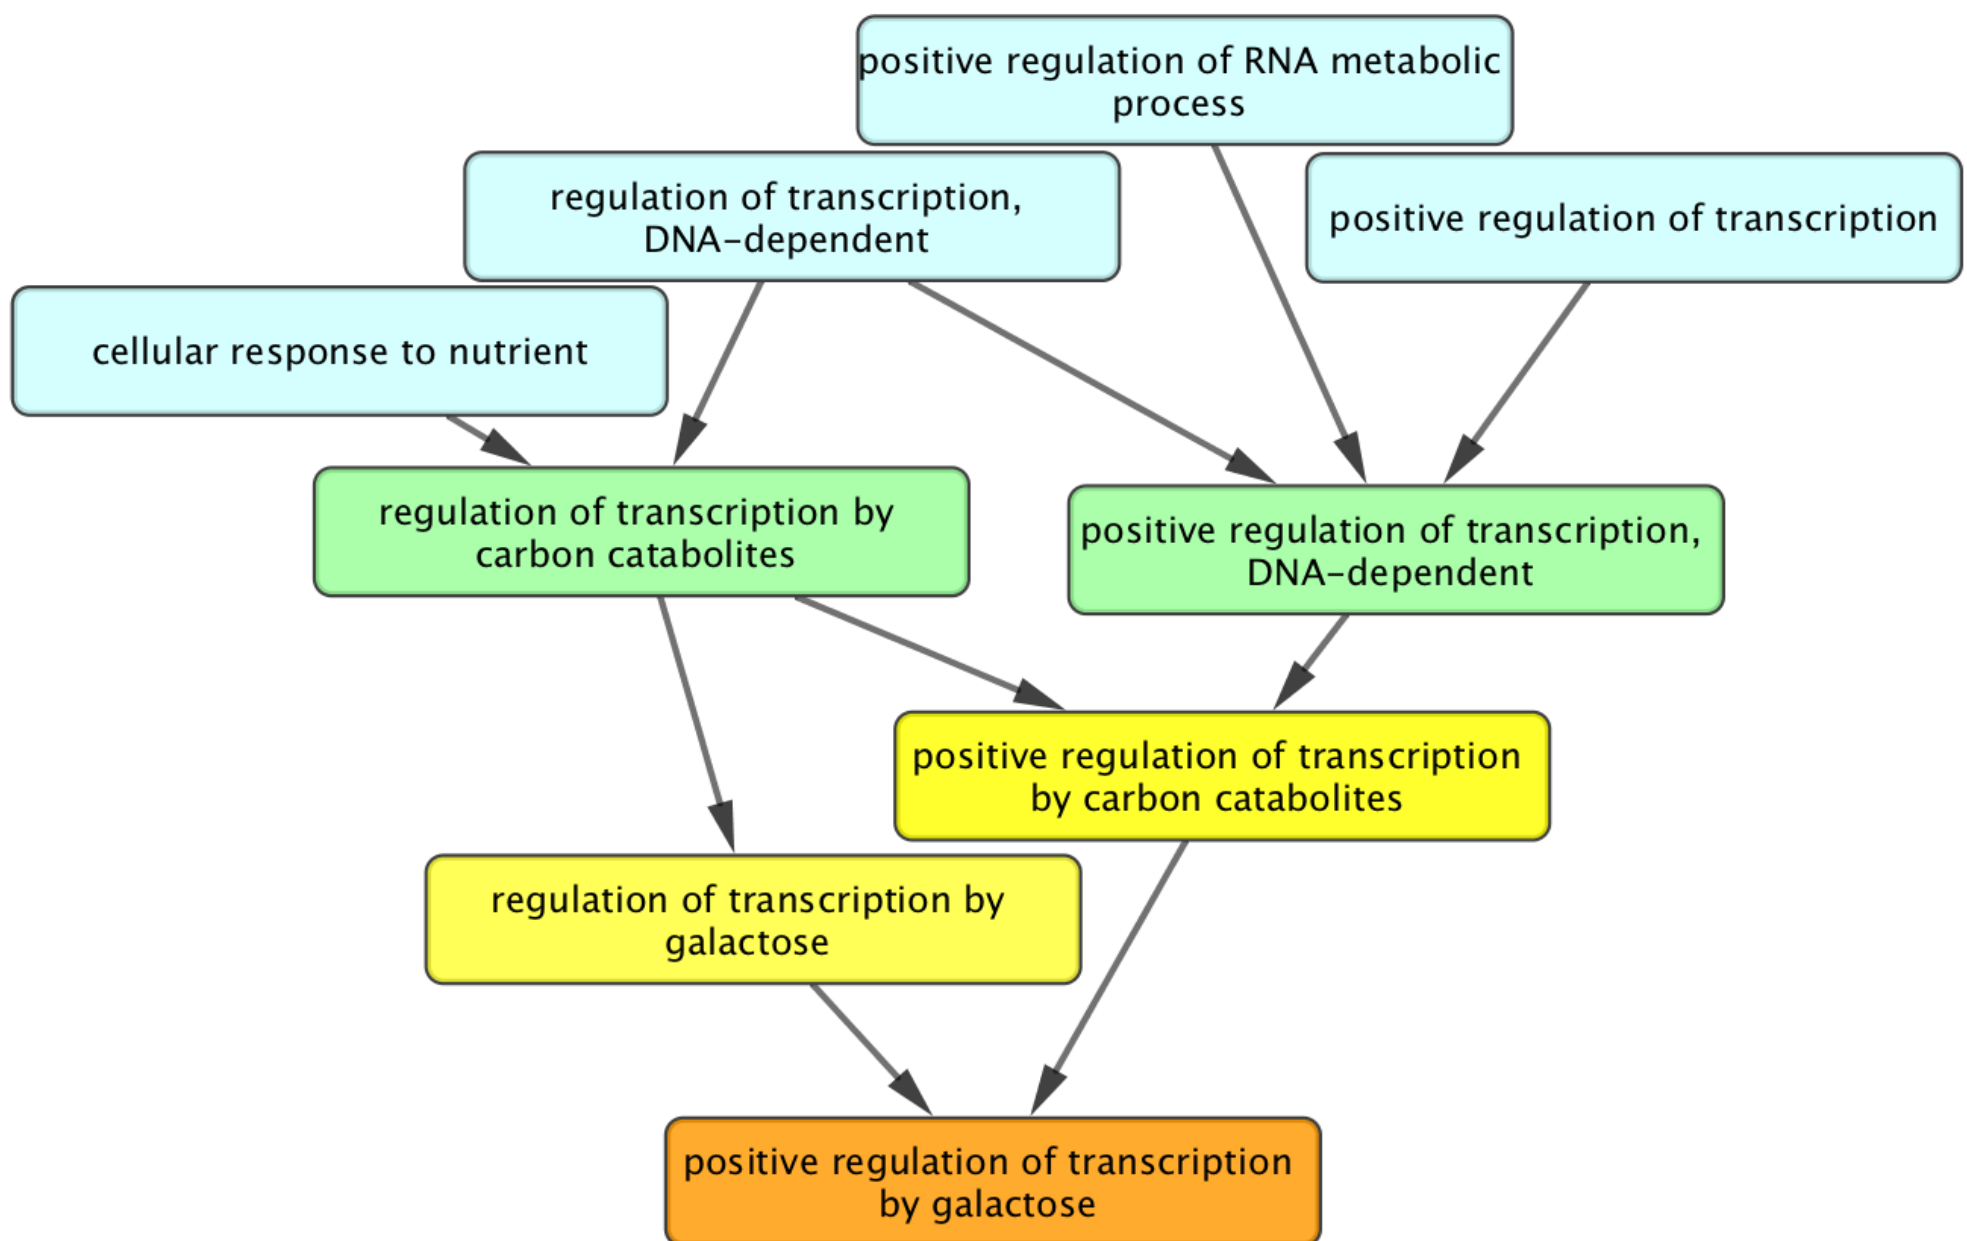 positive regulation of RNA metabolic
process
regulation of transcription,
DNA-dependent
positive regulation of transcription
cellular response to nutrient
regulation of transcription by
carbon catabolites
positive regulation of transcription,
DNA-dependent
positive regulation of transcription
by carbon catabolites
regulation of transcription by
galactose
positive regulation of transcription
by galactose